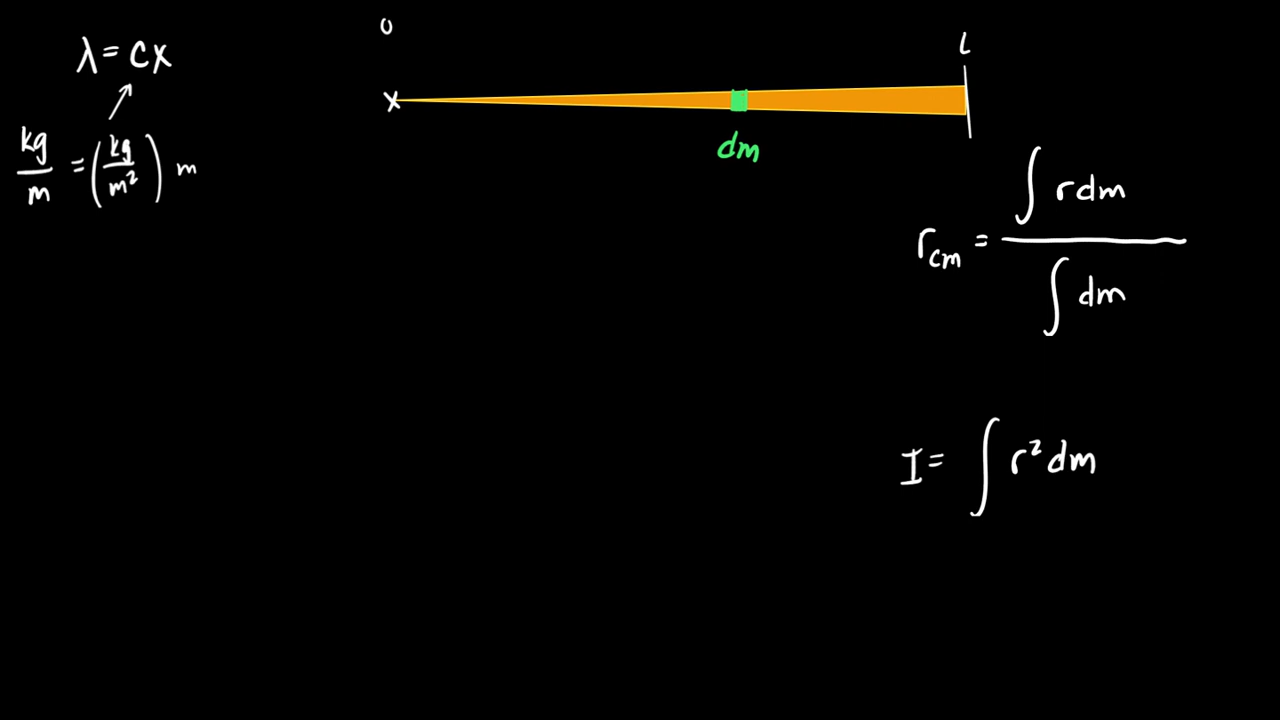 λ = cx
kg/m = (kg/m²) m
0
L
x
dm
r_cm = ∫ r dm / ∫ dm
I = ∫ r² dm